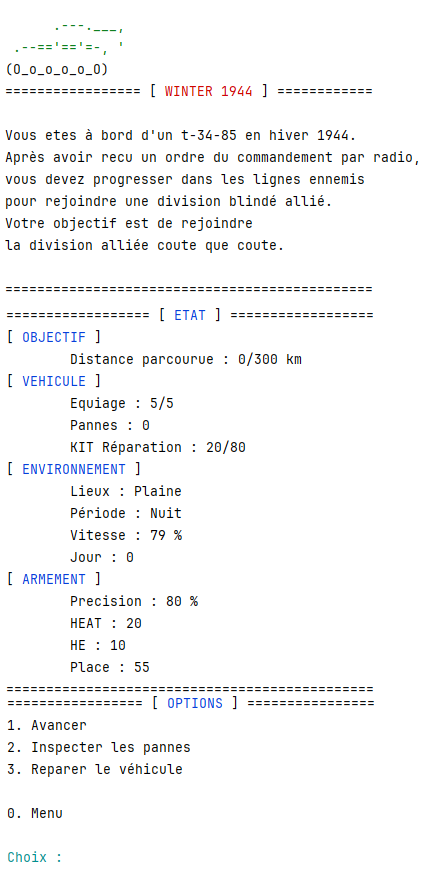 .---.___,
 .--=='=='=-, '
(O_o_o_o_o_O)
================= [ WINTER 1944 ] ============
Vous etes à bord d'un t-34-85 en hiver 1944.
Après avoir recu un ordre du commandement par radio,
vous devez progresser dans les lignes ennemis
pour rejoindre une division blindé allié.
Votre objectif est de rejoindre
la division alliée coute que coute.
==============================================
================== [ ETAT ] ==================
[ OBJECTIF ]
        Distance parcourue : 0/300 km
[ VEHICULE ]
        Equiage : 5/5
        Pannes : 0
        KIT Réparation : 20/80
[ ENVIRONNEMENT ]
        Lieux : Plaine
        Période : Nuit
        Vitesse : 79 %
        Jour : 0
[ ARMEMENT ]
        Precision : 80 %
        HEAT : 20
        HE : 10
        Place : 55
==============================================
================= [ OPTIONS ] ================
1. Avancer
2. Inspecter les pannes
3. Reparer le véhicule
0. Menu
Choix :